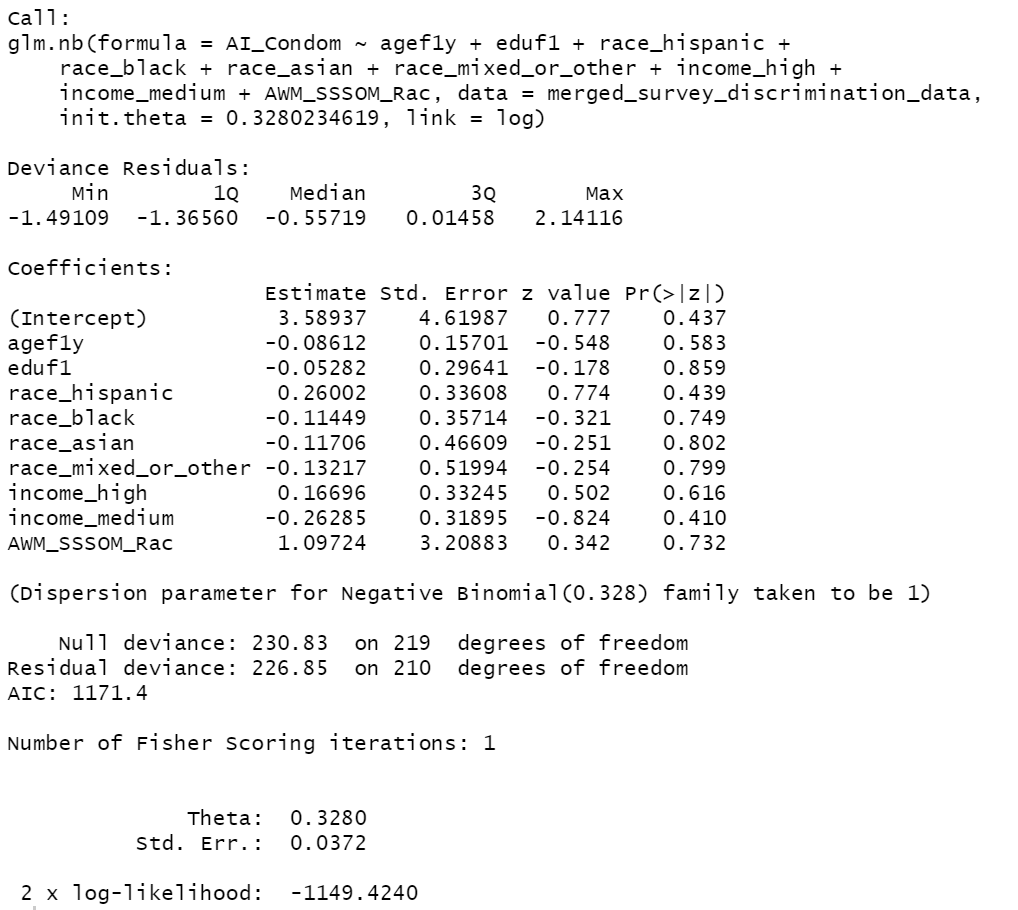 Call:
glm.nb(formula = AI_Condom ~ agef1y + eduf1 + race_hispanic +
    race_black + race_asian + race_mixed_or_other + income_high +
    income_medium + AWM_SSSOM_Rac, data = merged_survey_discrimination_data,
    init.theta = 0.3280234619, link = log)

Deviance Residuals:
     Min        1Q    Median        3Q       Max
-1.49109  -1.36560  -0.55719   0.01458   2.14116

Coefficients:
                    Estimate Std. Error z value Pr(>|z|)
(Intercept)          3.58937    4.61987   0.777    0.437
agef1y              -0.08612    0.15701  -0.548    0.583
eduf1               -0.05282    0.29641  -0.178    0.859
race_hispanic        0.26002    0.33608   0.774    0.439
race_black          -0.11449    0.35714  -0.321    0.749
race_asian          -0.11706    0.46609  -0.251    0.802
race_mixed_or_other -0.13217    0.51994  -0.254    0.799
income_high          0.16696    0.33245   0.502    0.616
income_medium       -0.26285    0.31895  -0.824    0.410
AWM_SSSOM_Rac        1.09724    3.20883   0.342    0.732

(Dispersion parameter for Negative Binomial(0.328) family taken to be 1)

    Null deviance: 230.83  on 219  degrees of freedom
Residual deviance: 226.85  on 210  degrees of freedom
AIC: 1171.4

Number of Fisher Scoring iterations: 1


              Theta:  0.3280
          Std. Err.:  0.0372

 2 x log-likelihood:  -1149.4240